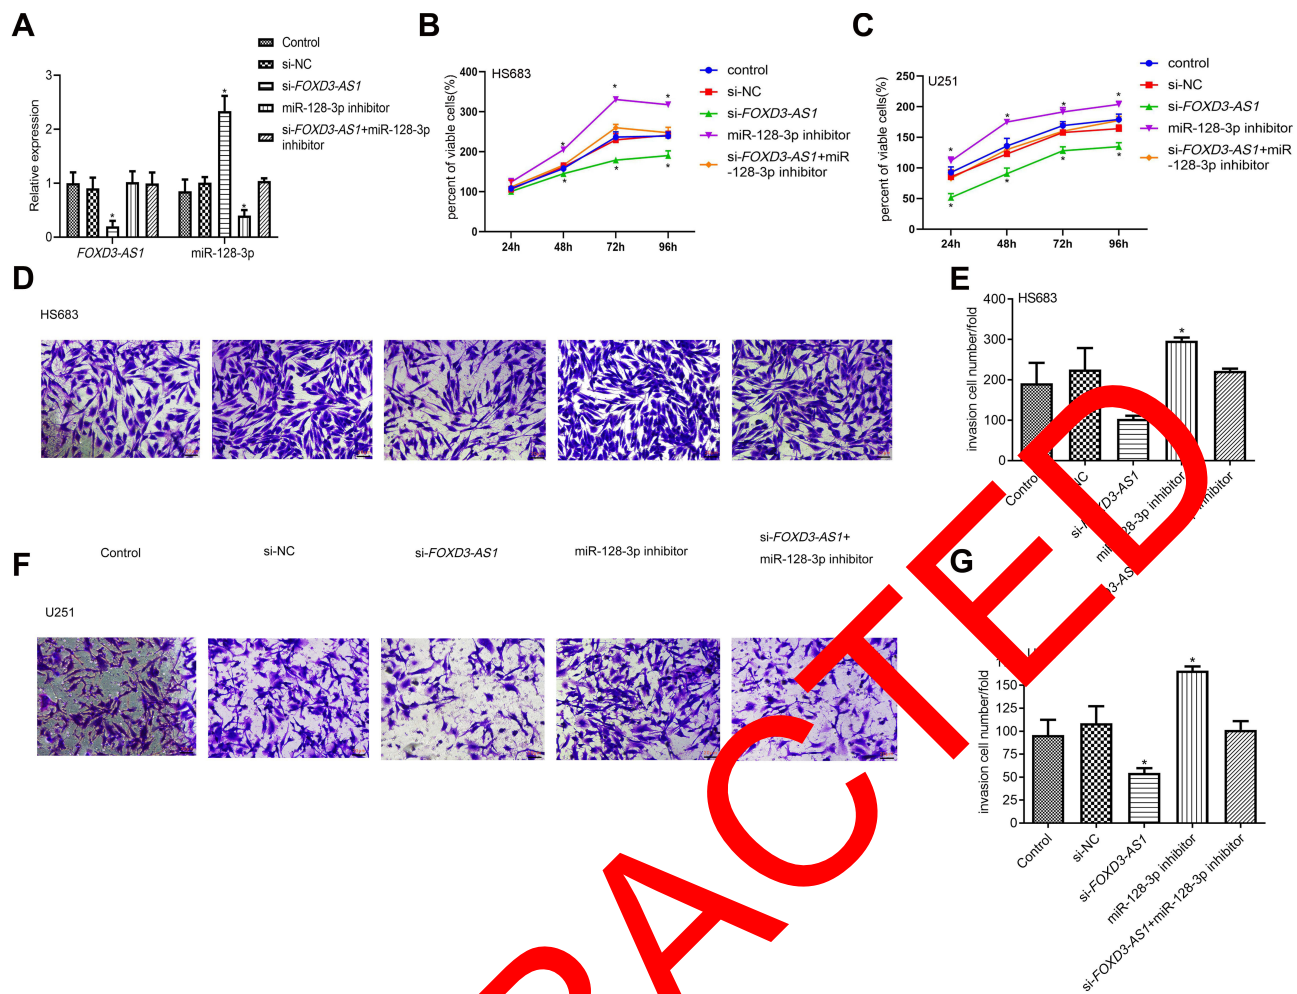 A
Control
si-NC
si-FOXD3-AS1
miR-128-3p inhibitor
si-FOXD3-AS1+miR-128-3p
inhibitor
Relative expression
3
2
1
0
*
*
*
FOXD3-AS1
miR-128-3p
B
HS683
percent of viable cells(%)
400
300
200
100
0
*
*
*
*
*
*
24h
48h
72h
96h
control
si-NC
si-FOXD3-AS1
miR-128-3p inhibitor
si-FOXD3-AS1+miR
-128-3p inhibitor
C
U251
percent of viable cells(%)
250
200
150
100
50
0
*
*
*
*
*
*
*
*
24h
48h
72h
96h
control
si-NC
si-FOXD3-AS1
miR-128-3p inhibitor
si-FOXD3-AS1+miR
-128-3p inhibitor
D
HS683
E
HS683
invasion cell number/fold
400
300
200
100
0
*
Control
NC
si-FOXD3-AS1
miR-128-3p inhibitor
inhibitor
Control
si-NC
si-FOXD3-AS1
miR-128-3p inhibitor
si-FOXD3-AS1+
miR-128-3p inhibitor
F
U251
G
invasion cell number/fold
150
125
100
75
50
25
0
*
*
Control
si-NC
si-FOXD3-AS1
miR-128-3p inhibitor
si-FOXD3-AS1+miR-128-3p inhibitor
RACTED